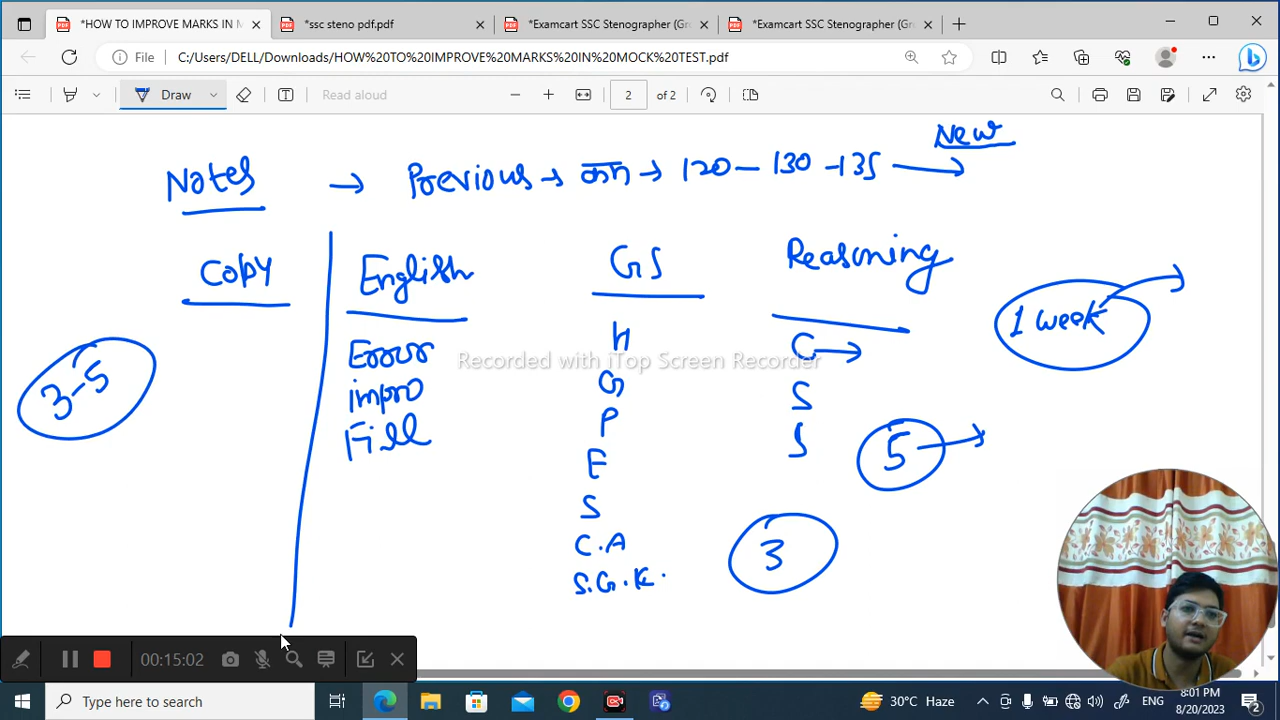 *HOW TO IMPROVE MARKS IN M
*ssc steno pdf.pdf
*Examcart SSC Stenographer (Gr
*Examcart SSC Stenographer (Gr
File C:/Users/DELL/Downloads/HOW%20TO%20IMPROVE%20MARKS%20IN%20MOCK%20TEST.pdf
Draw Read aloud 2 of 2
New
Notes → Previous → → 120 - 130 - 135 →
Copy English GS Reasoning
1 week
Error H C →
3-5 impro G S
Fill P S 5 →
E
S
C.A 3
S.G.K.
Recorded with iTop Screen Recorder
00:15:02
Type here to search
30°C Haze
ENG
8:01 PM
8/20/2023
2